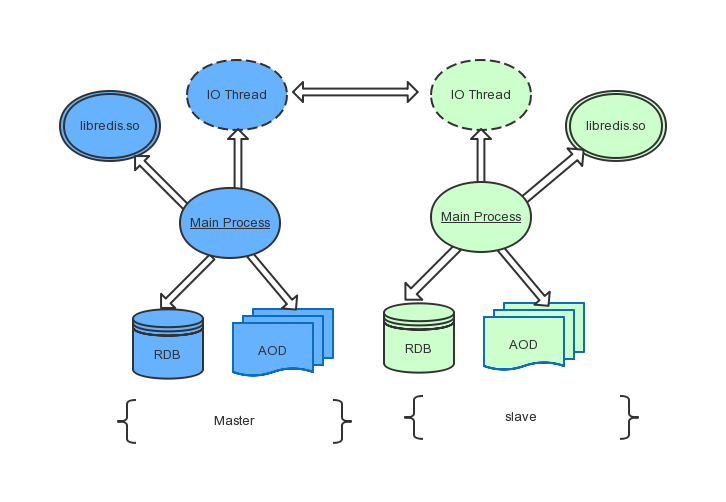 IO Thread
IO Thread
libredis.so
libredis.so
Main Process
Main Process
RDB
AOD
RDB
AOD
Master
slave